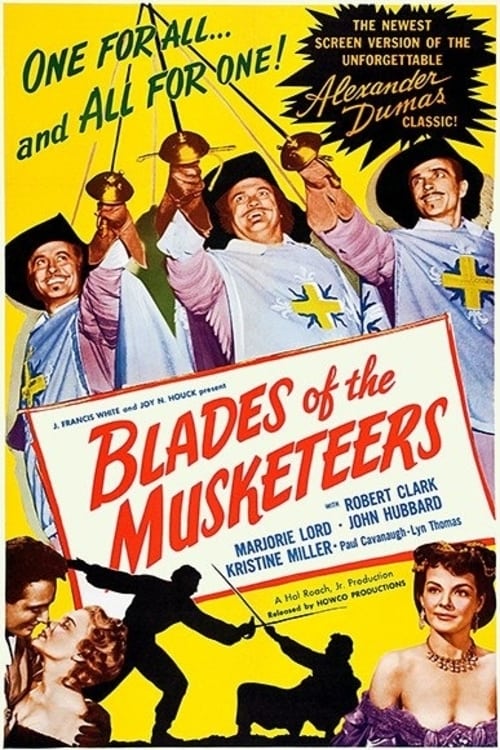 ONE FOR ALL...
and ALL FOR ONE!
THE NEWEST
SCREEN VERSION OF THE
UNFORGETTABLE
Alexander
Dumas
CLASSIC!
J. FRANCIS WHITE and JOY N. HOUCK present
BLADES of the
MUSKETEERS
WITH ROBERT CLARK
MARJORIE LORD · JOHN HUBBARD
KRISTINE MILLER · Paul Cavanaugh - Lyn Thomas
A Hal Roach, Jr. Production
Released by HOWCO PRODUCTIONS